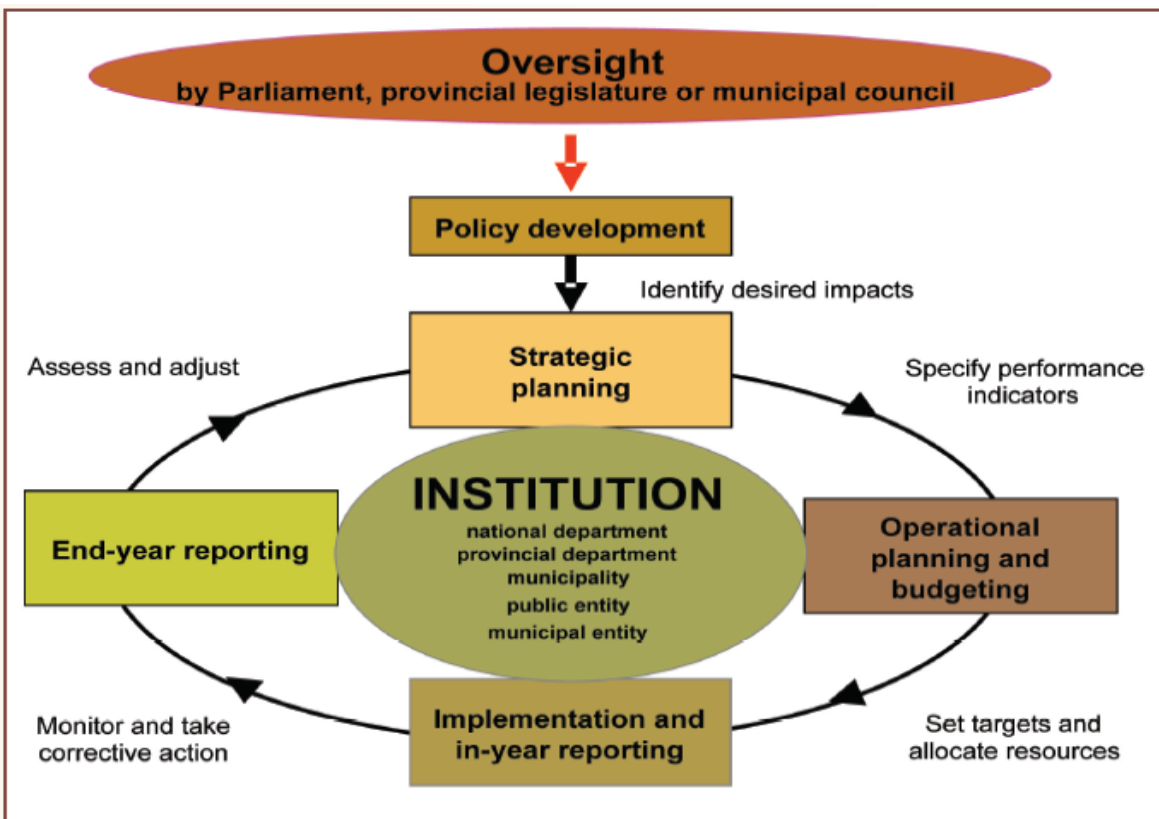 Oversight
by Parliament, provincial legislature or municipal council
Policy development
Identify desired impacts
Strategic
planning
Assess and adjust
Specify performance
indicators
INSTITUTION
national department
provincial department
municipality
public entity
municipal entity
End-year reporting
Operational
planning and
budgeting
Monitor and take
corrective action
Implementation and
in-year reporting
Set targets and
allocate resources